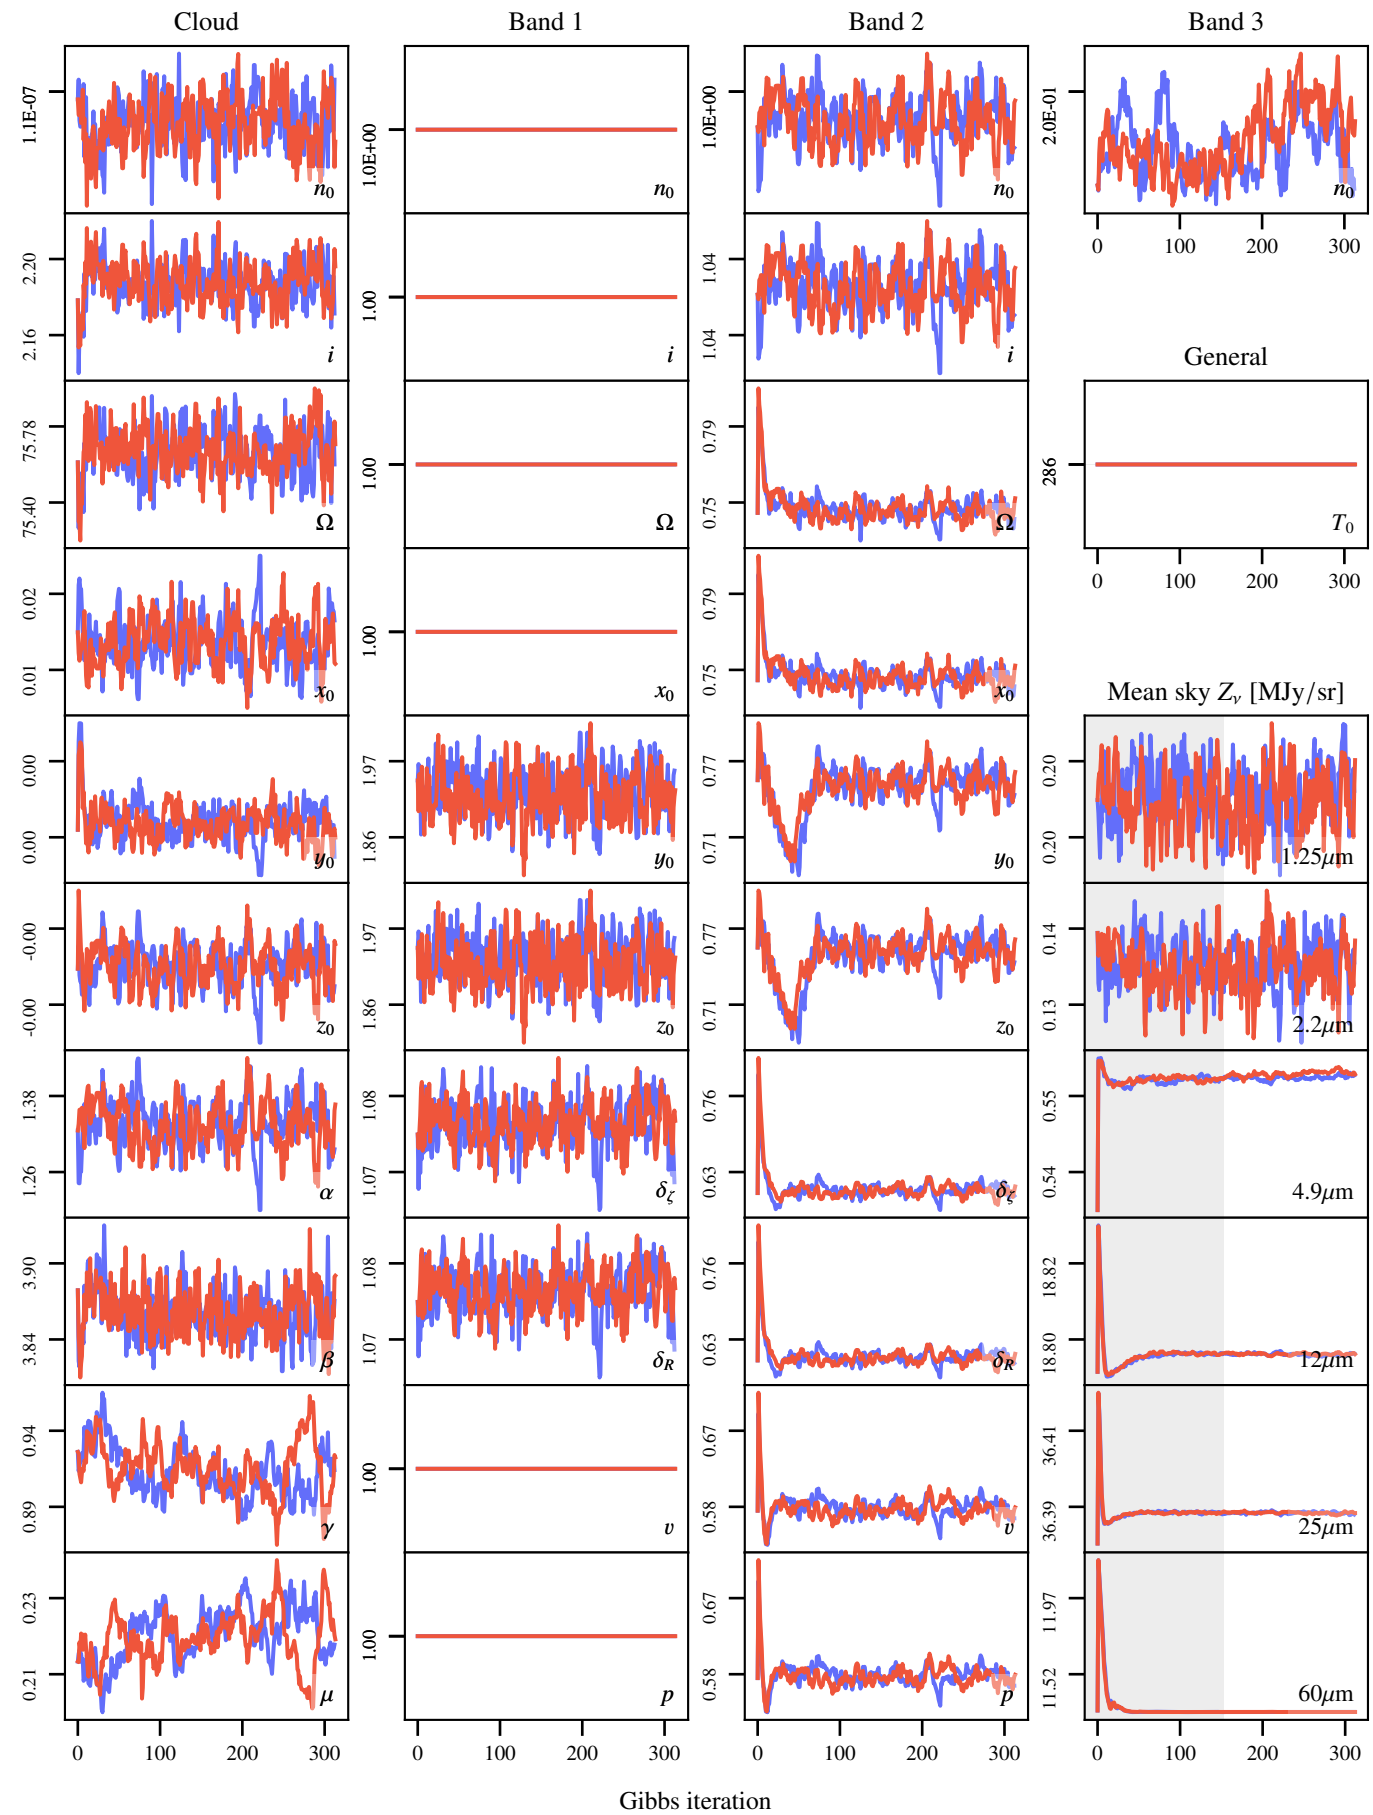 Cloud Band 1 Band 2 Band 3
1.1E-07 n₀ 1.0E+00 n₀ 1.0E+00 n₀ 2.0E-01 n₀
0 100 200 300
2.20 2.16 i 1.00 i 1.04 1.04 i
General
75.78 75.40 Ω 1.00 Ω 0.79 0.75 Ω 286 T₀
0 100 200 300
0.02 0.01 x₀ 1.00 x₀ 0.79 0.75 x₀
Mean sky Zν [MJy/sr]
0.00 0.00 y₀ 1.97 1.86 y₀ 0.77 0.71 y₀ 0.20 0.20 1.25μm
-0.00 -0.00 z₀ 1.97 1.86 z₀ 0.77 0.71 z₀ 0.14 0.13 2.2μm
1.38 1.26 α 1.08 1.07 δζ 0.76 0.63 δζ 0.55 0.54 4.9μm
3.90 3.84 β 1.08 1.07 δR 0.76 0.63 δR 18.82 18.80 12μm
0.94 0.89 γ 1.00 v 0.67 0.58 v 36.41 36.39 25μm
0.23 0.21 μ 1.00 p 0.67 0.58 p 11.97 11.52 60μm
0 100 200 300 0 100 200 300 0 100 200 300 0 100 200 300
Gibbs iteration